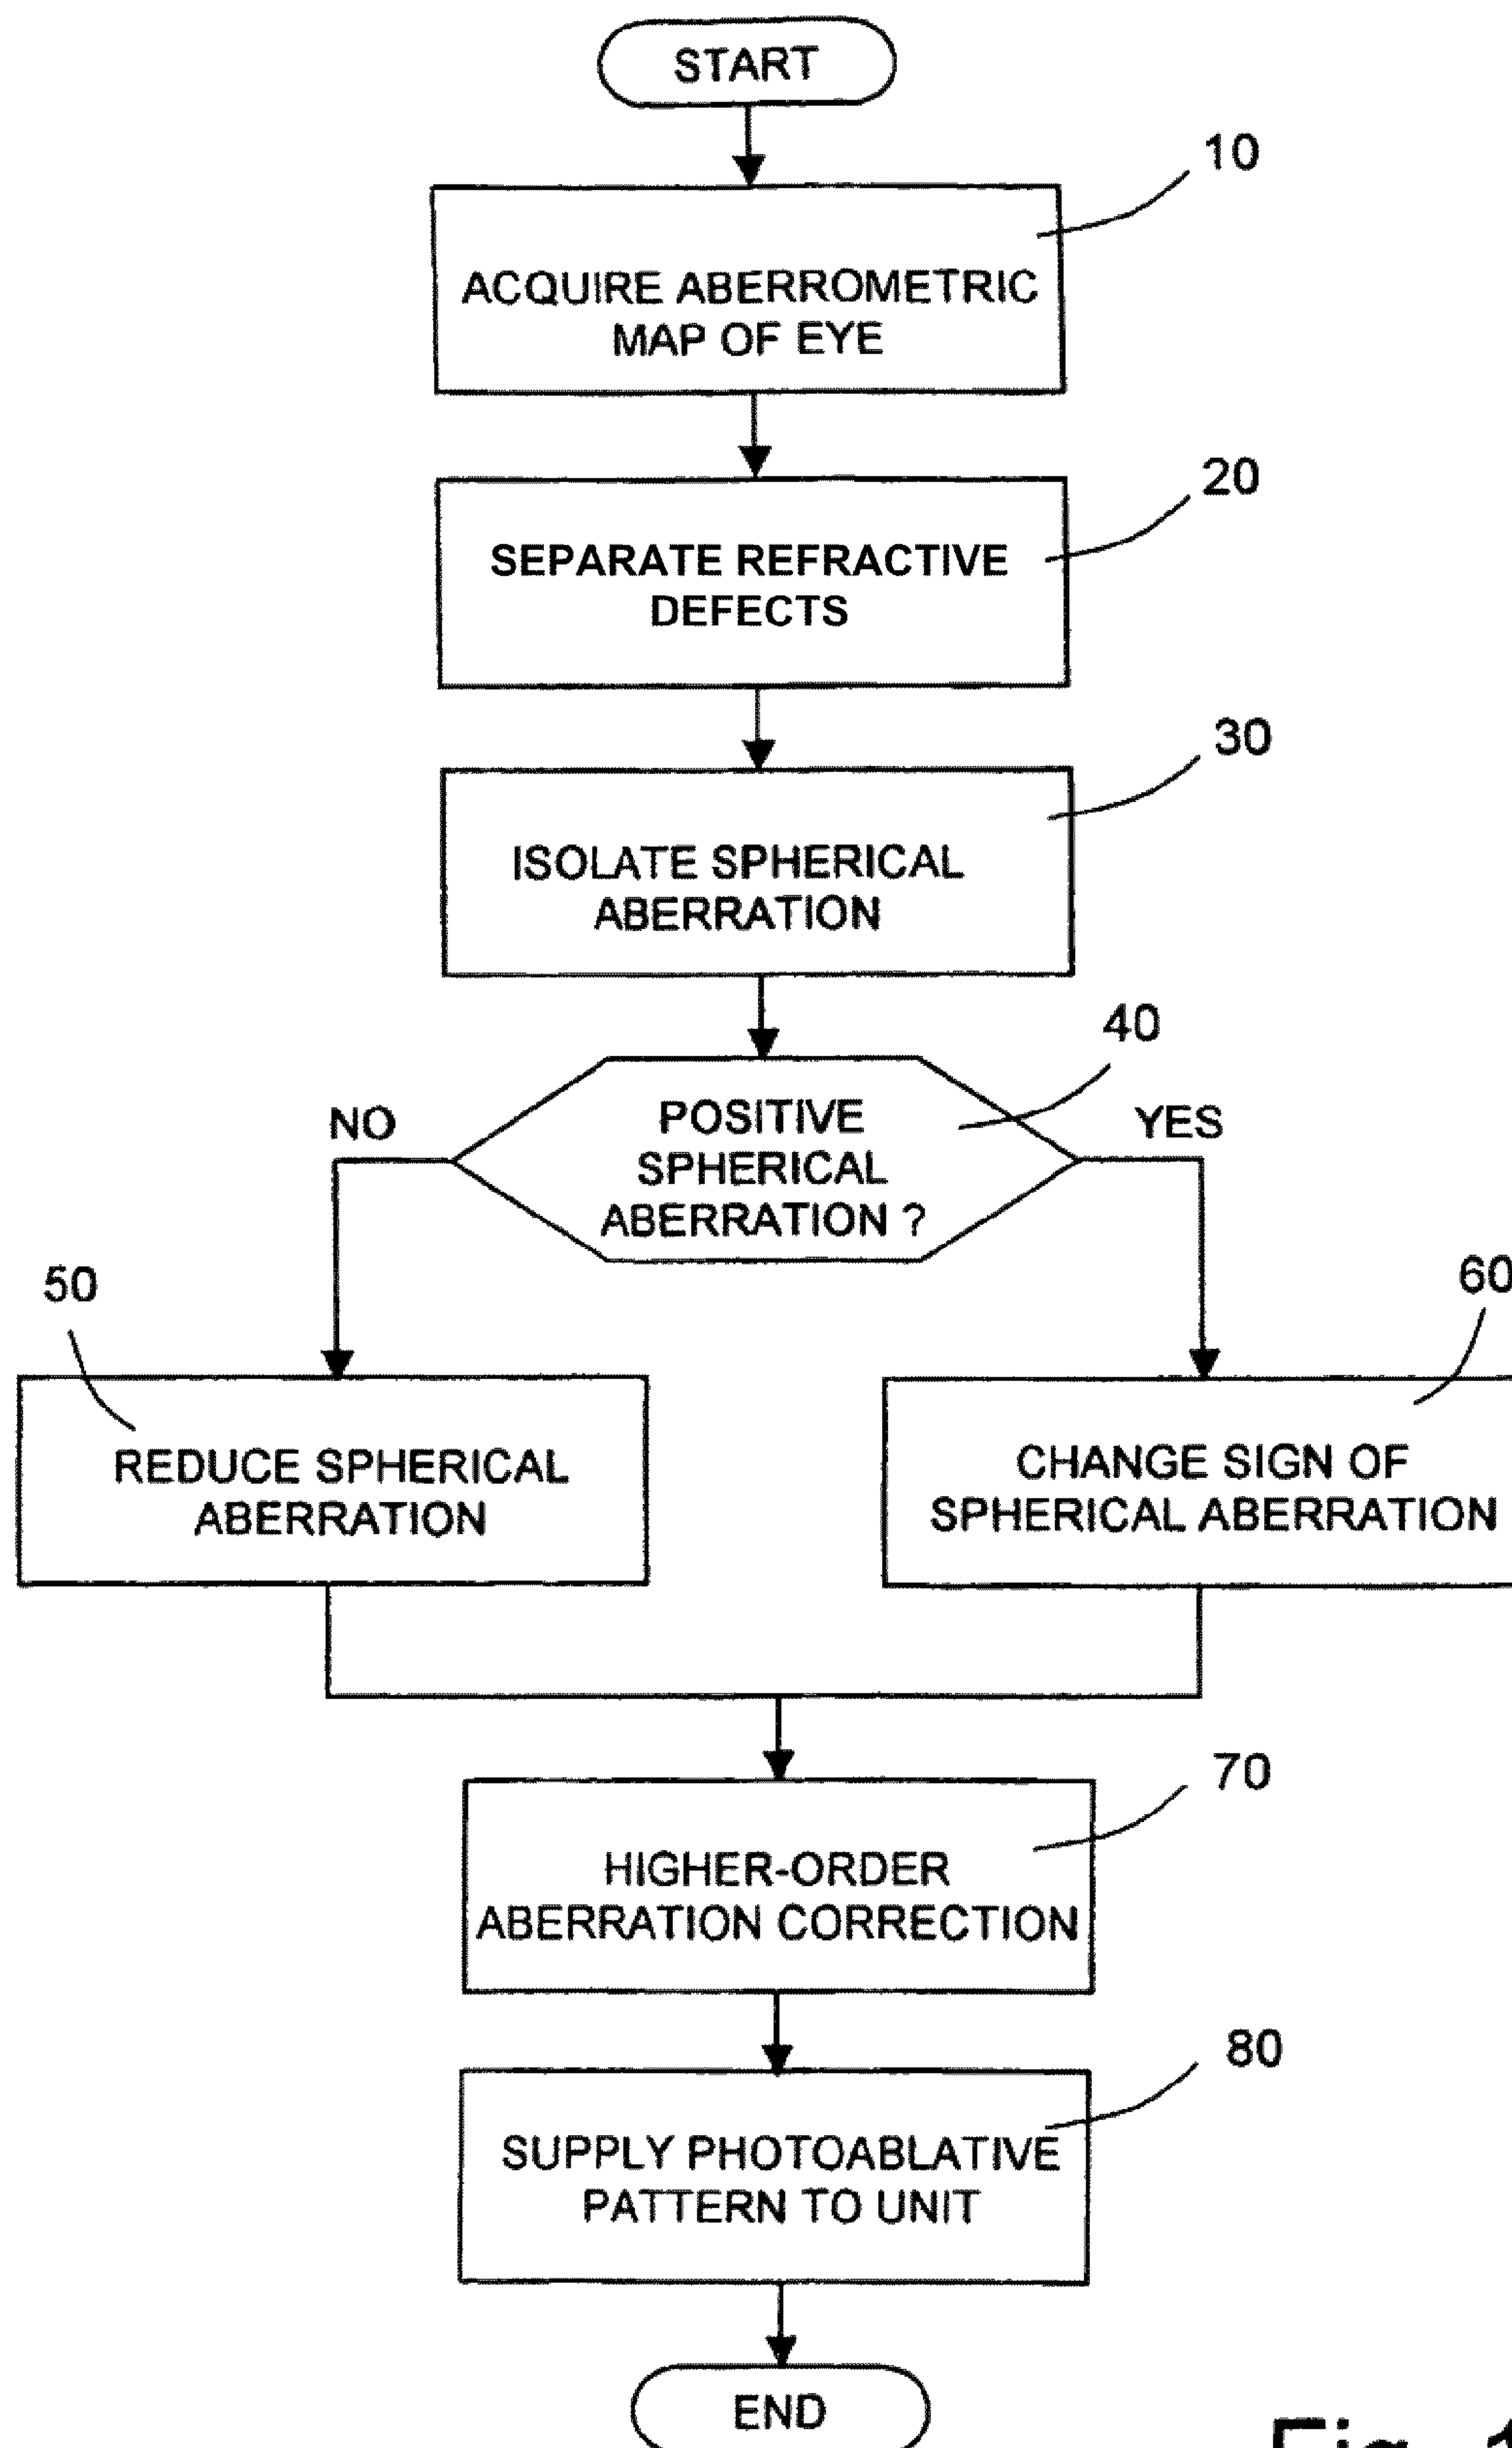 START
10
ACQUIRE ABERROMETRIC
MAP OF EYE
20
SEPARATE REFRACTIVE
DEFECTS
30
ISOLATE SPHERICAL
ABERRATION
40
NO
POSITIVE
SPHERICAL
ABERRATION ?
YES
50
60
REDUCE SPHERICAL
ABERRATION
CHANGE SIGN OF
SPHERICAL ABERRATION
70
HIGHER-ORDER
ABERRATION CORRECTION
80
SUPPLY PHOTOABLATIVE
PATTERN TO UNIT
END
Fig. 1